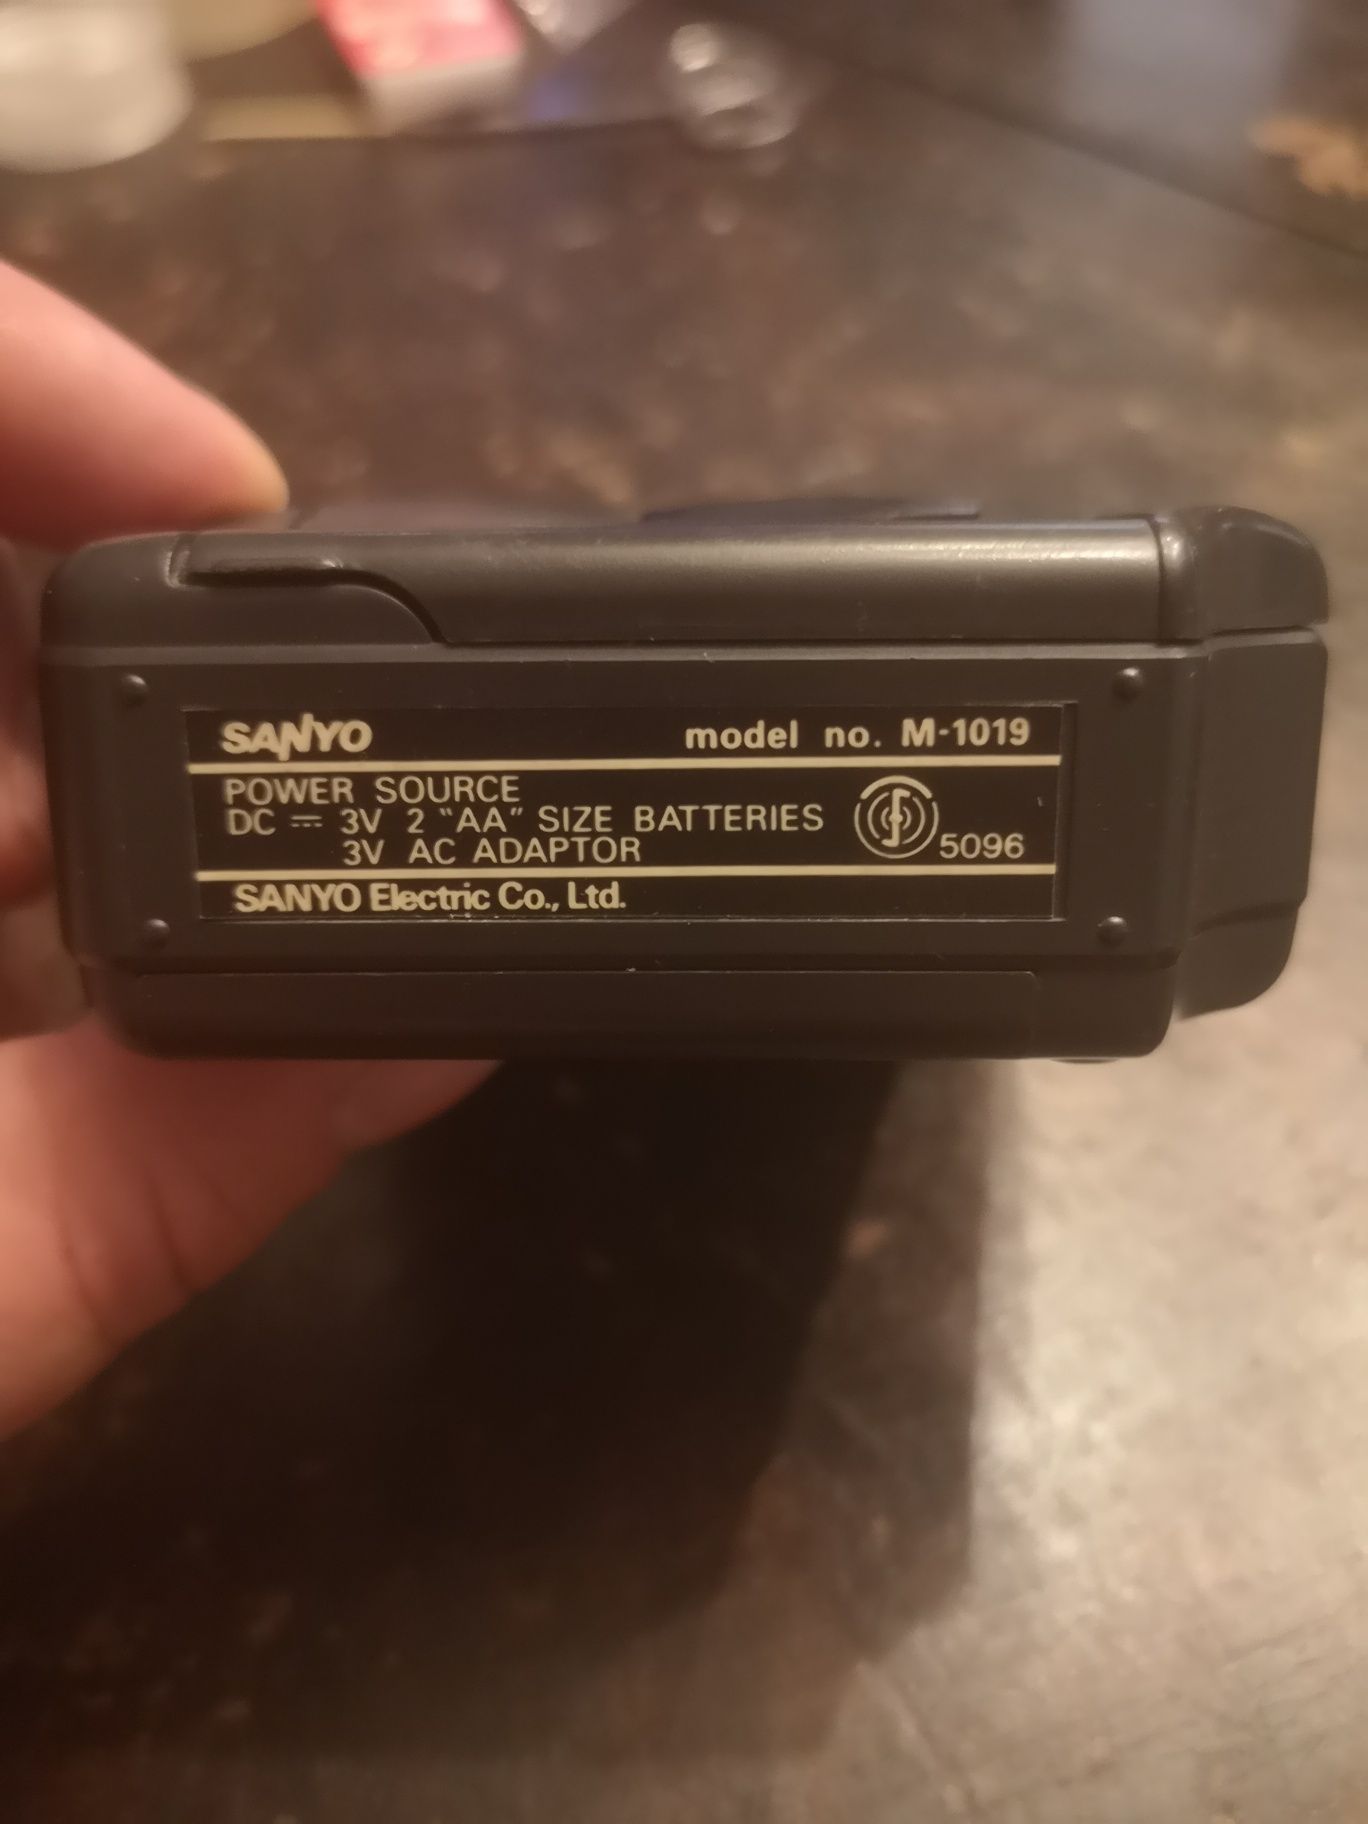 SANYO model no. M-1019
POWER SOURCE
DC ⎓ 3V 2 "AA" SIZE BATTERIES
3V AC ADAPTOR
5096
SANYO Electric Co., Ltd.